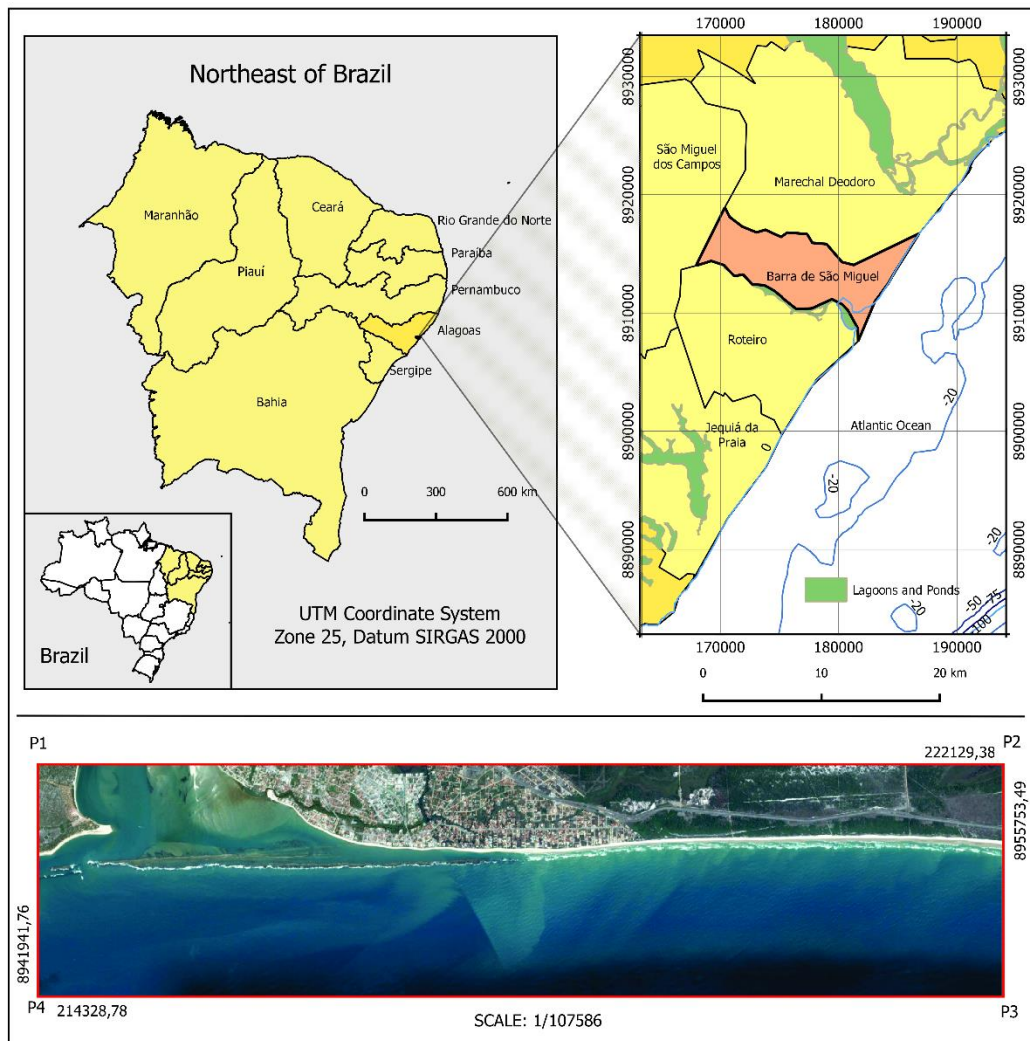 Northeast of Brazil
Maranhão
Piauí
Ceará
Rio Grande do Norte
Paraíba
Pernambuco
Alagoas
Sergipe
Bahia
0 300 600 km
Brazil
UTM Coordinate System
Zone 25, Datum SIRGAS 2000
170000 180000 190000
8930000
8920000
8910000
8900000
8890000
São Miguel
dos Campos
Marechal Deodoro
Barra de São Miguel
Roteiro
Jequiá da
Praia
0
Atlantic Ocean
-20
-20
-20
-20
-50
-75
-100
Lagoons and Ponds
8930000
8920000
8910000
8900000
8890000
170000 180000 190000
0 10 20 km
P1
P2
222129,38
8955753,49
8941941,76
P4 214328,78
SCALE: 1/107586
P3